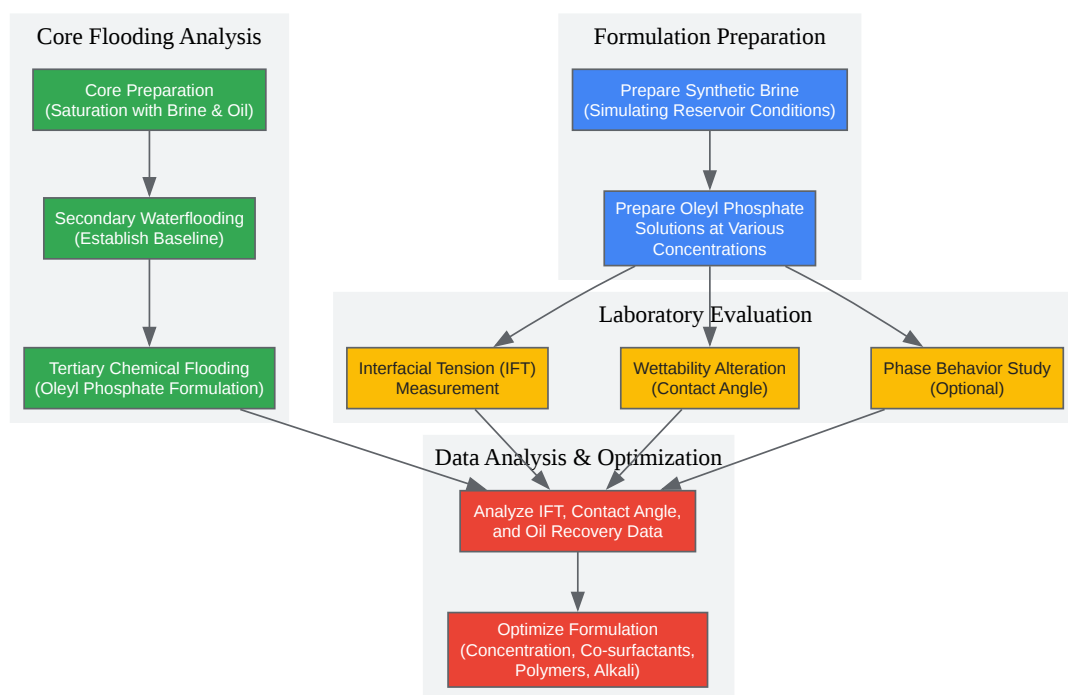 Core Flooding Analysis
Core Preparation
(Saturation with Brine & Oil)
Secondary Waterflooding
(Establish Baseline)
Tertiary Chemical Flooding
(Oleyl Phosphate Formulation)
Formulation Preparation
Prepare Synthetic Brine
(Simulating Reservoir Conditions)
Prepare Oleyl Phosphate
Solutions at Various
Concentrations
Laboratory Evaluation
Interfacial Tension (IFT)
Measurement
Wettability Alteration
(Contact Angle)
Phase Behavior Study
(Optional)
Data Analysis & Optimization
Analyze IFT, Contact Angle,
and Oil Recovery Data
Optimize Formulation
(Concentration, Co-surfactants,
Polymers, Alkali)